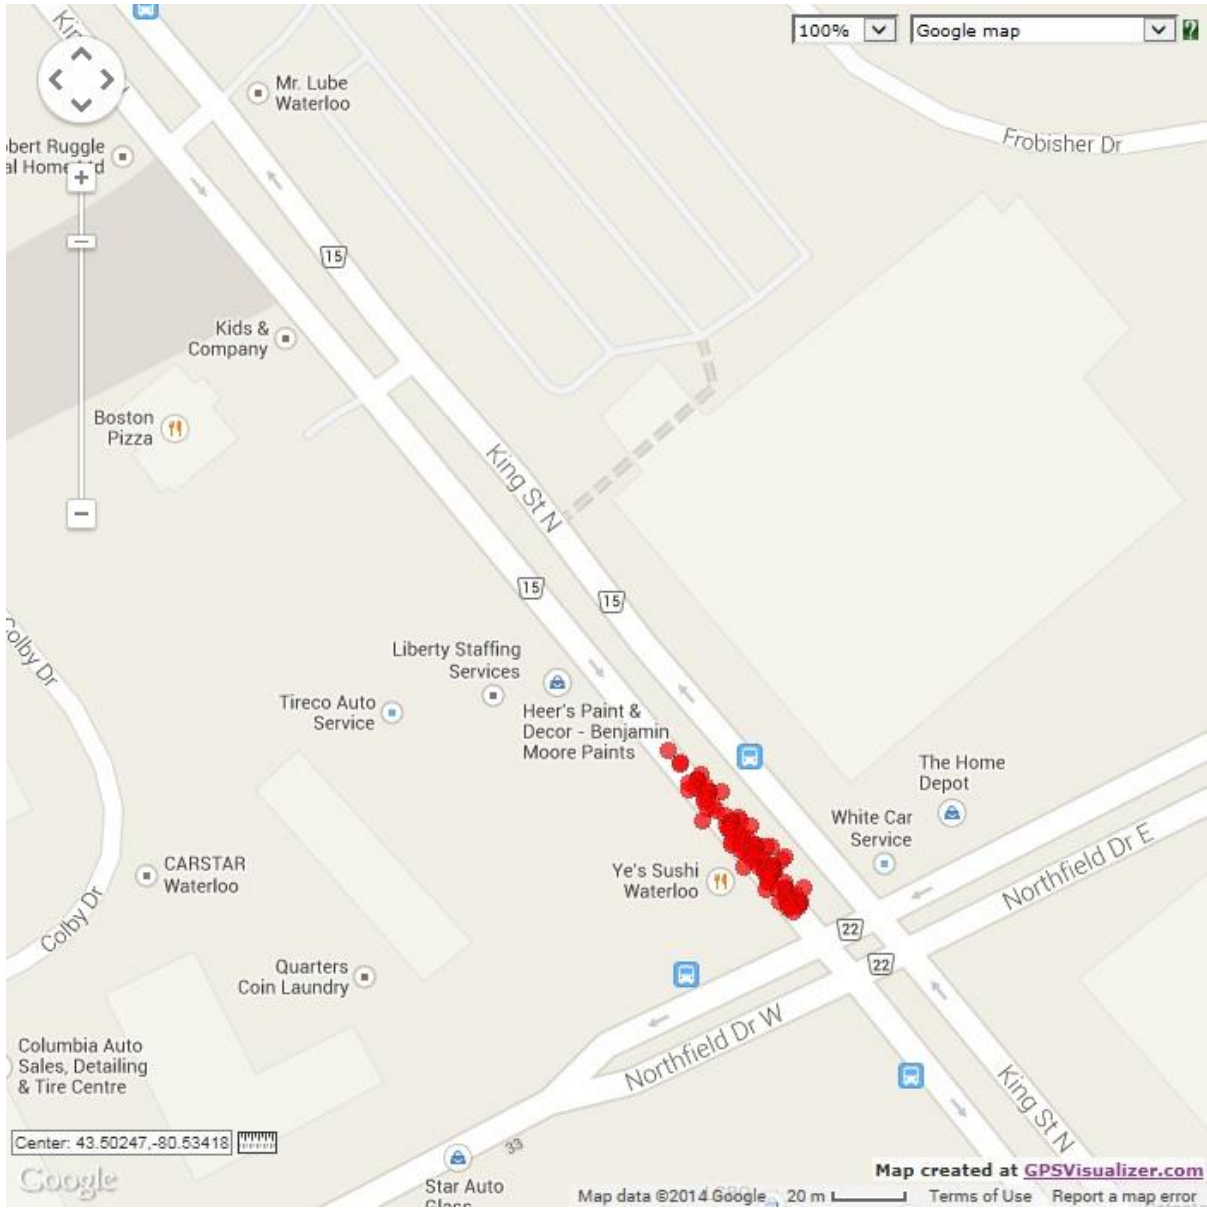 100%
Google map
?
Mr. Lube
Waterloo
Frobisher Dr
bert Ruggle
al Home
15
Kids &
Company
Boston
Pizza
King St N
15
15
Liberty Staffing
Services
Tireco Auto
Service
Heer's Paint &
Decor - Benjamin
Moore Paints
Colby Dr
The Home
Depot
White Car
Service
Ye's Sushi
Waterloo
Northfield Dr E
CARSTAR
Waterloo
Colby Dr
22
22
Quarters
Coin Laundry
Northfield Dr W
Columbia Auto
Sales, Detailing
& Tire Centre
King St N
Center: 43.50247,-80.53418
33
Google
Star Auto
Glass
Map created at GPSVisualizer.com
Map data ©2014 Google
20 m
Terms of Use
Report a map error